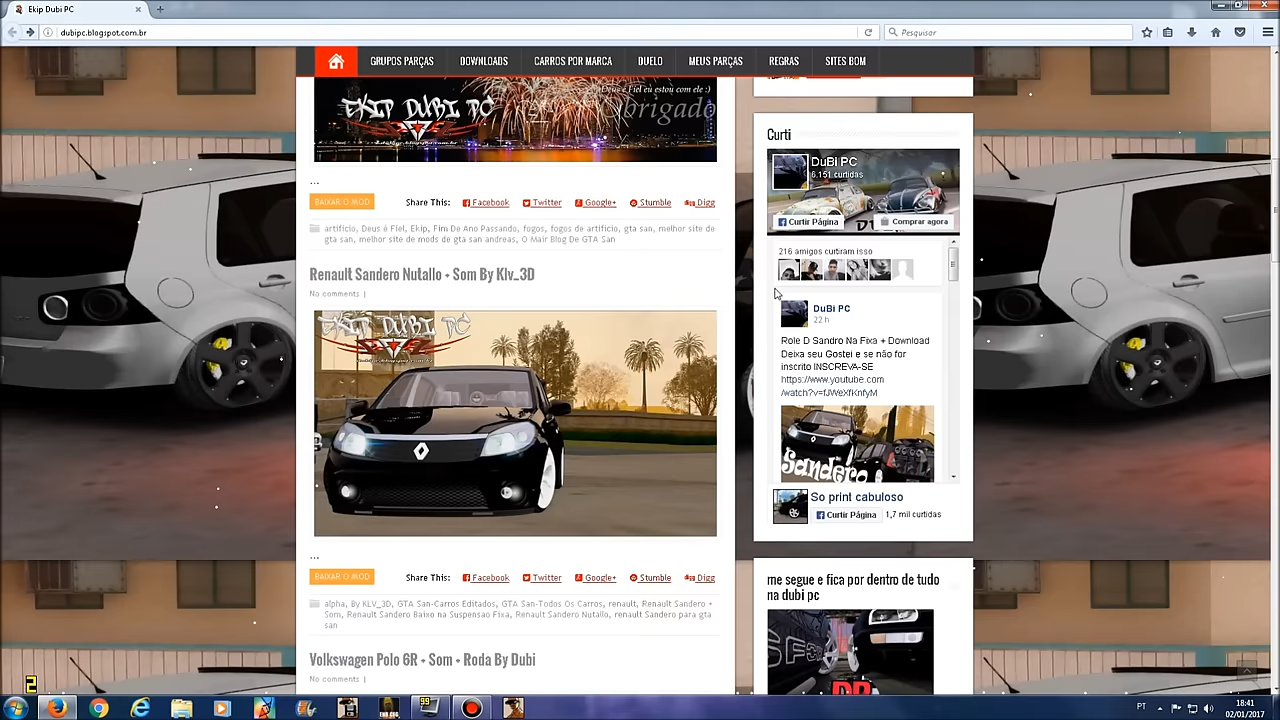 Ekip Dubi PC
dubipc.blogspot.com.br
Pesquisar
GRUPOS PARÇAS
DOWNLOADS
CARROS POR MARCA
DUELO
MEUS PARÇAS
REGRAS
SITES BOM
Deus é Fiel eu estou com ele :)
Obrigado
EKIP DUBI PC
...
BAIXAR O MOD
Share This: Facebook Twitter Google+ Stumble Digg
artificio, Deus é Fiel, Ekip, Fim De Ano Passando, fogos, fogos de artificio, gta san, melhor site de
gta san, melhor site de mods de gta san andreas, O Mair Blog De GTA San
Renault Sandero Nutallo + Som By Klv_3D
No comments |
EKIP DUBI PC
...
BAIXAR O MOD
Share This: Facebook Twitter Google+ Stumble Digg
alpha, By KLV_3D, GTA San-Carros Editados, GTA San-Todos Os Carros, renault, Renault Sandero +
Som, Renault Sandero Baixo na Suspensao Fixa, Renault Sandero Nutallo, renault Sandero para gta
san
Volkswagen Polo 6R + Som + Roda By Dubi
No comments |
Curti
DuBi PC
6.151 curtidas
Curtir Página
Comprar agora
216 amigos curtiram isso
DuBi PC
22 h
Role D Sandro Na Fixa + Download
Deixa seu Gostei e se não for
inscrito INSCREVA-SE
https://www.youtube.com
/watch?v=fJWeXfKnfyM
Sandero
So print cabuloso
Curtir Página 1,7 mil curtidas
me segue e fica por dentro de tudo
na dubi pc
2
99
PT
18:41
02/01/2017